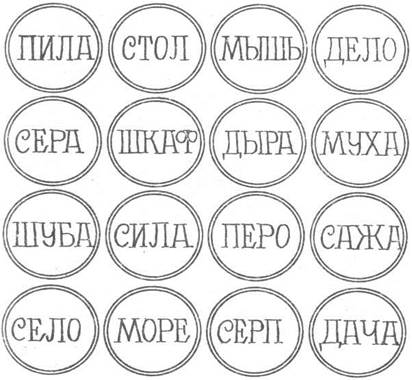 ПИЛА СТОЛ МЫШЬ ДЕЛО
СЕРА ШКАФ ДЫРА МУХА
ШУБА СИЛА ПЕРО САЖА
СЕЛО МОРЕ СЕРП ДАЧА